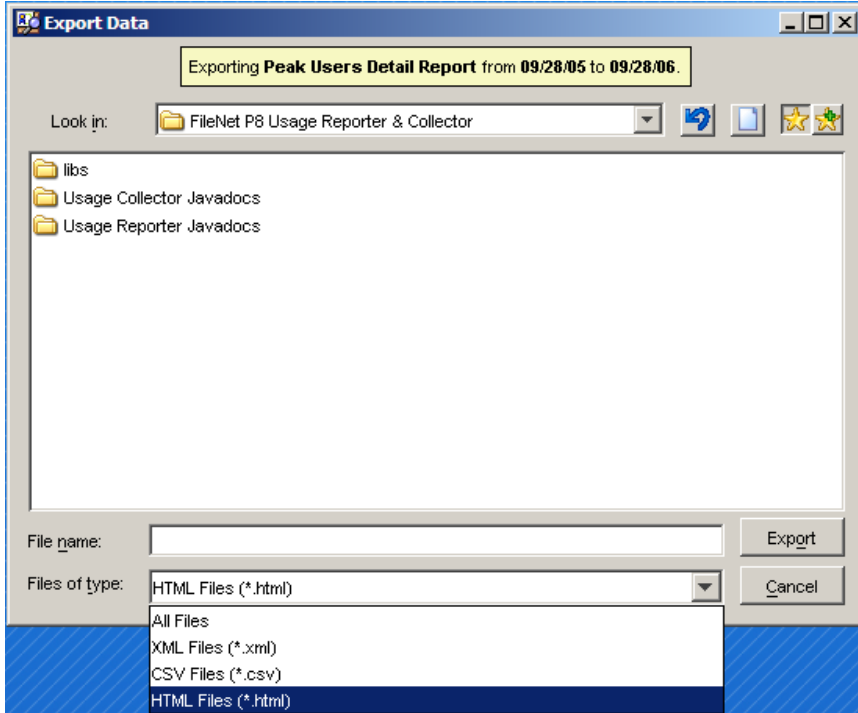 Export Data
Exporting Peak Users Detail Report from 09/28/05 to 09/28/06.
Look in: FileNet P8 Usage Reporter & Collector
libs
Usage Collector Javadocs
Usage Reporter Javadocs
File name: Export
Files of type: HTML Files (*.html) Cancel
All Files
XML Files (*.xml)
CSV Files (*.csv)
HTML Files (*.html)